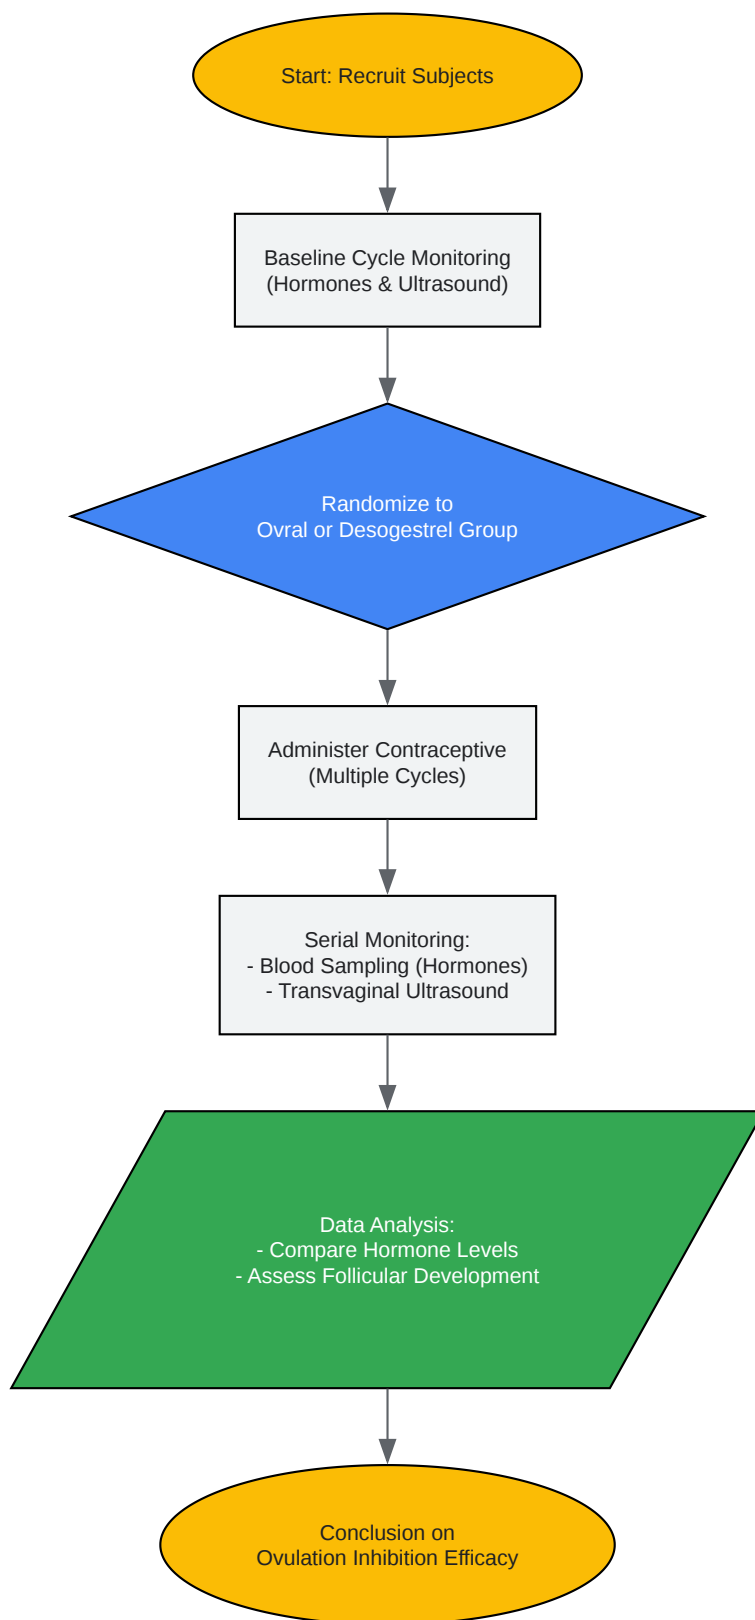 Start: Recruit Subjects
Baseline Cycle Monitoring
(Hormones & Ultrasound)
Randomize to
Ovral or Desogestrel Group
Administer Contraceptive
(Multiple Cycles)
Serial Monitoring:
- Blood Sampling (Hormones)
- Transvaginal Ultrasound
Data Analysis:
- Compare Hormone Levels
- Assess Follicular Development
Conclusion on
Ovulation Inhibition Efficacy